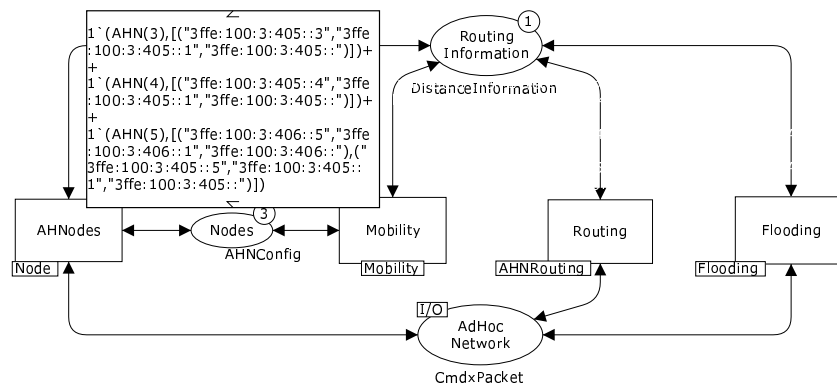 1`(AHN(3),[("3ffe:100:3:405::3","3ffe
:100:3:405::1","3ffe:100:3:405::")])+
+
1`(AHN(4),[("3ffe:100:3:405::4","3ffe
:100:3:405::1","3ffe:100:3:405::")])+
+
1`(AHN(5),[("3ffe:100:3:406::5","3ffe
:100:3:406::1","3ffe:100:3:406::"),("
3ffe:100:3:405::5","3ffe:100:3:405::
1","3ffe:100:3:405::")])
1
Routing
Information
DistanceInformation
AHNodes
Node
3
Nodes
AHNConfig
Mobility
Mobility
Routing
AHNRouting
Flooding
Flooding
I/O
AdHoc
Network
Cmd×Packet